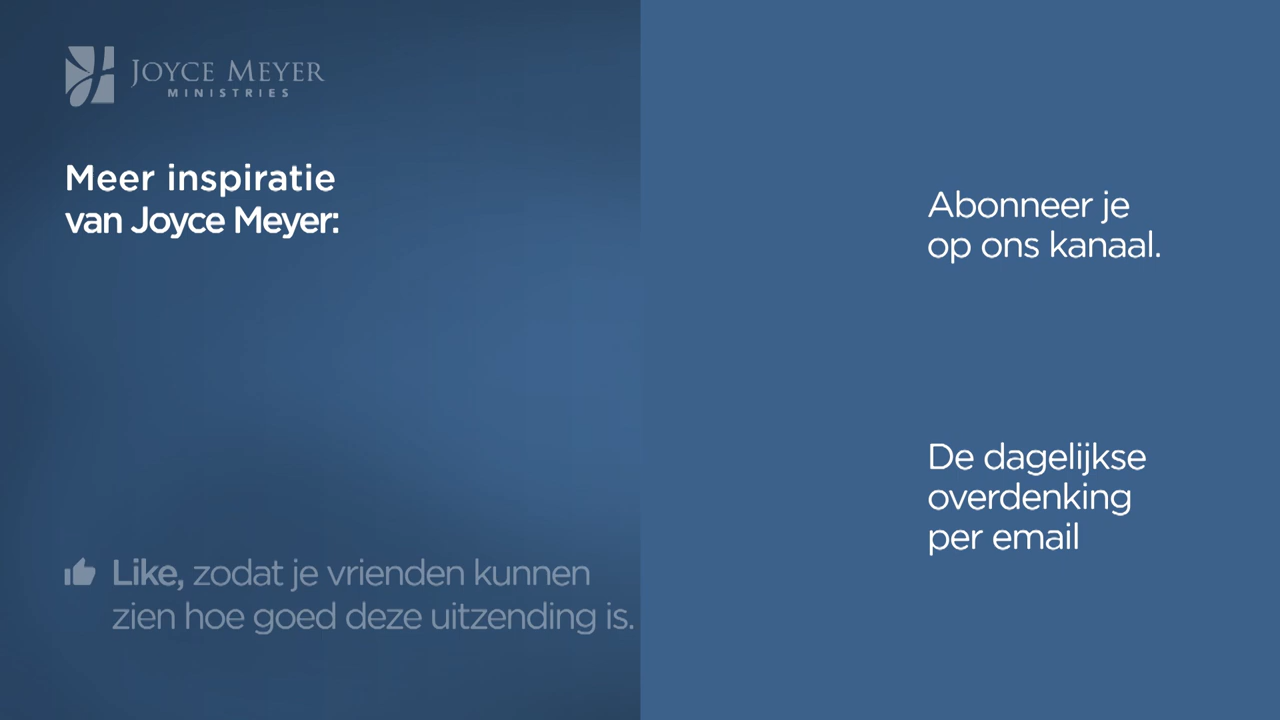 JOYCE MEYER
MINISTRIES
Meer inspiratie
van Joyce Meyer:
Like, zodat je vrienden kunnen
zien hoe goed deze uitzending is.
Abonneer je
op ons kanaal.
De dagelijkse
overdenking
per email